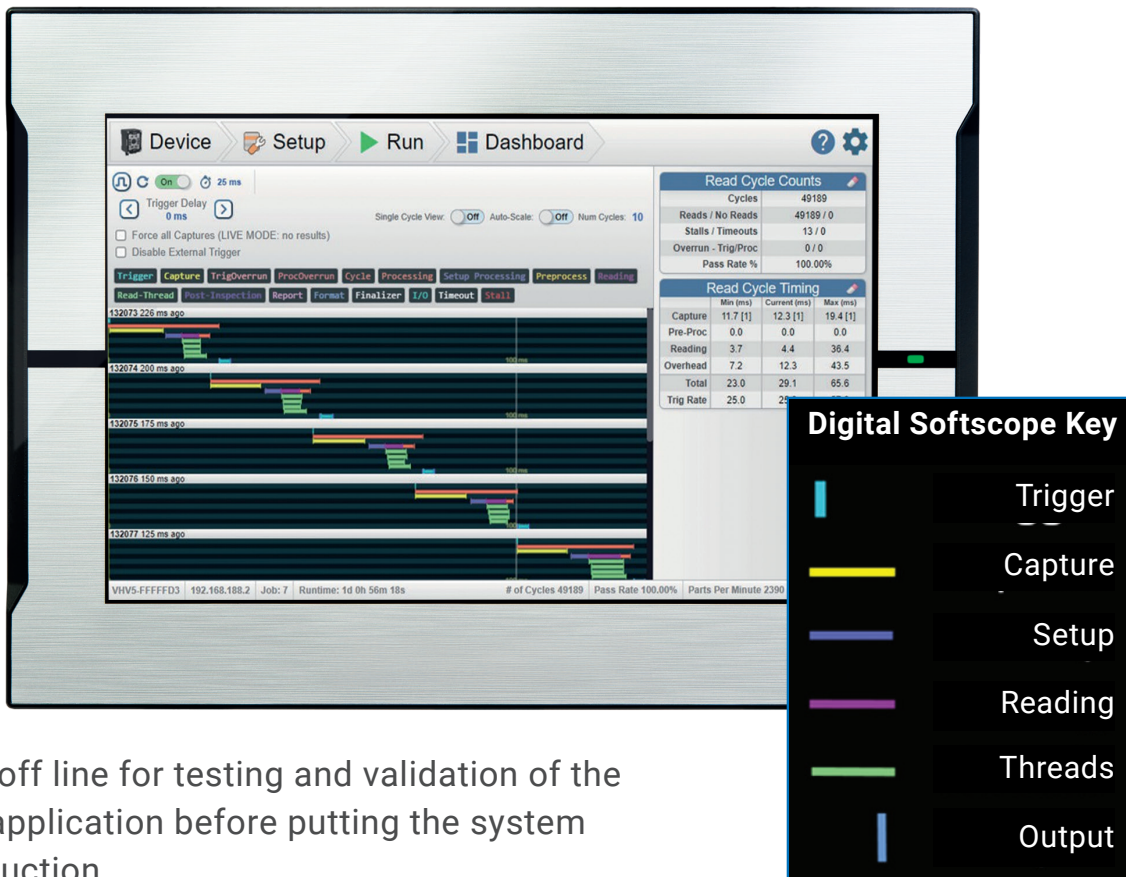 Device Setup Run Dashboard
On 25 ms
Trigger Delay
0 ms
Single Cycle View: Off Auto-Scale: Off Num Cycles: 10
Force all Captures (LIVE MODE: no results)
Disable External Trigger
Trigger Capture TrigOverrun ProcOverrun Cycle Processing Setup Processing Preprocess Reading
Read-Thread Post-Inspection Report Format Finalizer I/O Timeout Stall
132073 226 ms ago
100 ms
132074 200 ms ago
100 ms
132075 175 ms ago
100 ms
132076 150 ms ago
132077 125 ms ago
VHV5-FFFFFD3 192.168.188.2 Job: 7 Runtime: 1d 0h 56m 18s # of Cycles 49189 Pass Rate 100.00% Parts Per Minute 2390
Read Cycle Counts
Cycles 49189
Reads / No Reads 49189 / 0
Stalls / Timeouts 13 / 0
Overrun - Trig/Proc 0 / 0
Pass Rate % 100.00%
Read Cycle Timing
Min (ms) Current (ms) Max (ms)
Capture 11.7 [1] 12.3 [1] 19.4 [1]
Pre-Proc 0.0 0.0 0.0
Reading 3.7 4.4 36.4
Overhead 7.2 12.3 43.5
Total 23.0 29.1 65.6
Trig Rate 25.0
Digital Softscope Key
Trigger
Capture
Setup
Reading
Threads
Output
off line for testing and validation of the
application before putting the system